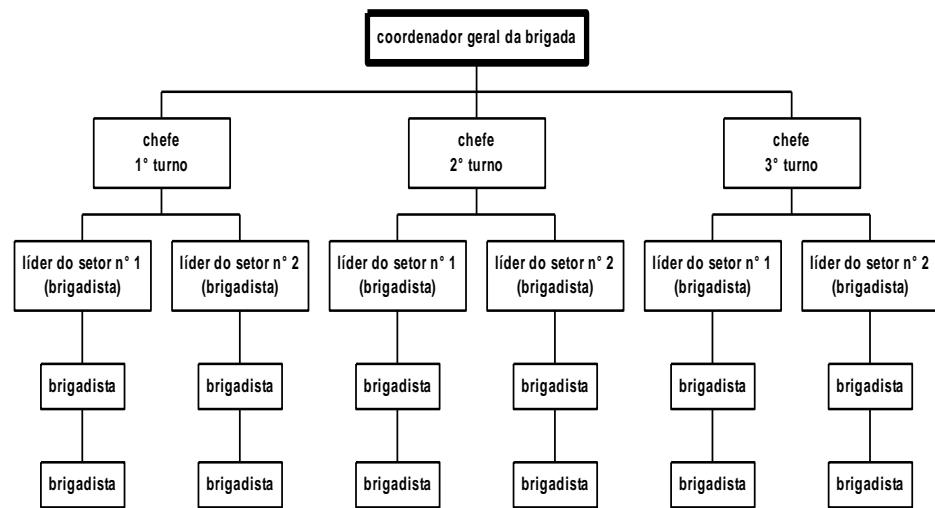 coordenador geral da brigada
chefe
1° turno
chefe
2° turno
chefe
3° turno
líder do setor n° 1
(brigadista)
líder do setor n° 2
(brigadista)
líder do setor n° 1
(brigadista)
líder do setor n° 2
(brigadista)
líder do setor n° 1
(brigadista)
líder do setor n° 2
(brigadista)
brigadista
brigadista
brigadista
brigadista
brigadista
brigadista
brigadista
brigadista
brigadista
brigadista
brigadista
brigadista